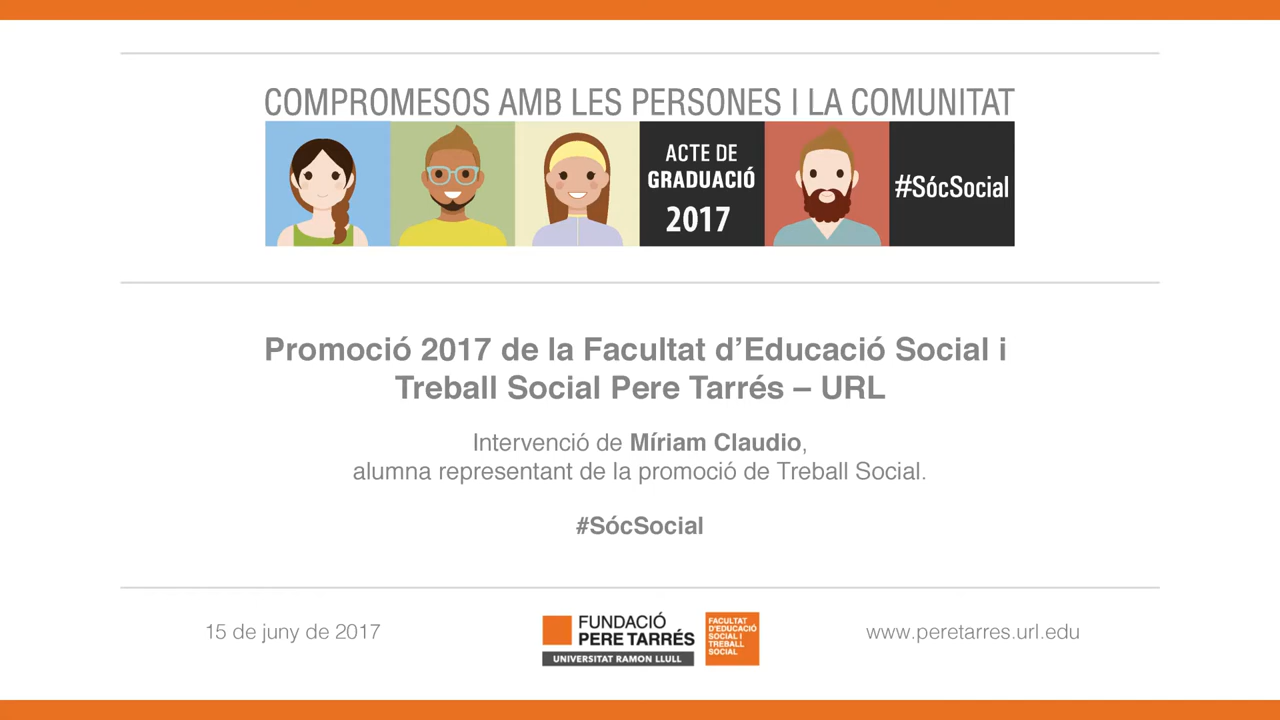 COMPROMESOS AMB LES PERSONES I LA COMUNITAT
ACTE DE
GRADUACIÓ
2017
#SócSocial
Promoció 2017 de la Facultat d’Educació Social i
Treball Social Pere Tarrés – URL
Intervenció de Míriam Claudio,
alumna representant de la promoció de Treball Social.
#SócSocial
15 de juny de 2017
FUNDACIÓ
PERE TARRÉS
UNIVERSITAT RAMON LLULL
FACULTAT
D'EDUCACIÓ
SOCIAL I
TREBALL
SOCIAL
www.peretarres.url.edu